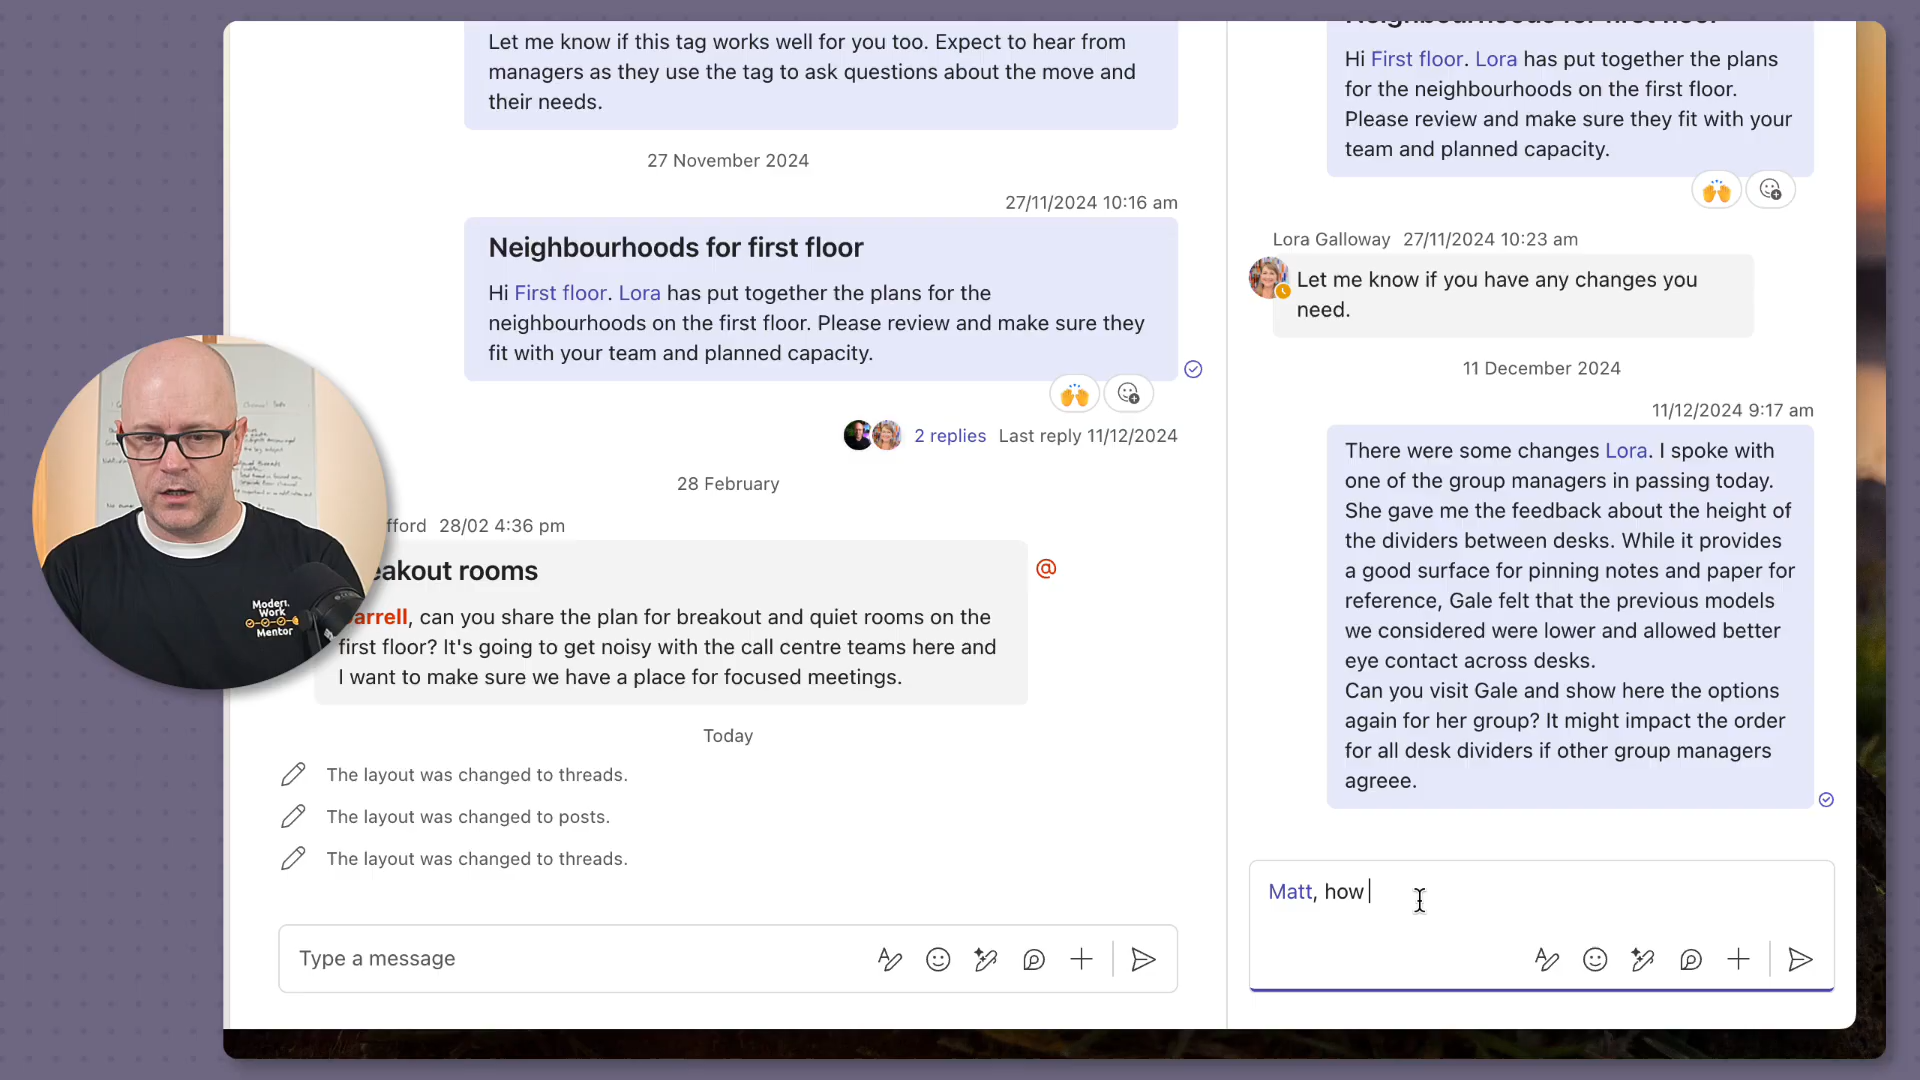 Let me know if this tag works well for you too. Expect to hear from
managers as they use the tag to ask questions about the move and
their needs.
27 November 2024
27/11/2024 10:16 am
Neighbourhoods for first floor
Hi First floor. Lora has put together the plans for the
neighbourhoods on the first floor. Please review and make sure they
fit with your team and planned capacity.
2 replies Last reply 11/12/2024
28 February
fford 28/02 4:36 pm
eakout rooms
arrell, can you share the plan for breakout and quiet rooms on the
first floor? It's going to get noisy with the call centre teams here and
I want to make sure we have a place for focused meetings.
Today
The layout was changed to threads.
The layout was changed to posts.
The layout was changed to threads.
Type a message
Modern
Work
Mentor
Neighbourhoods for first floor
Hi First floor. Lora has put together the plans
for the neighbourhoods on the first floor.
Please review and make sure they fit with your
team and planned capacity.
Lora Galloway 27/11/2024 10:23 am
Let me know if you have any changes you
need.
11 December 2024
11/12/2024 9:17 am
There were some changes Lora. I spoke with
one of the group managers in passing today.
She gave me the feedback about the height of
the dividers between desks. While it provides
a good surface for pinning notes and paper for
reference, Gale felt that the previous models
we considered were lower and allowed better
eye contact across desks.
Can you visit Gale and show here the options
again for her group? It might impact the order
for all desk dividers if other group managers
agreee.
Matt, how